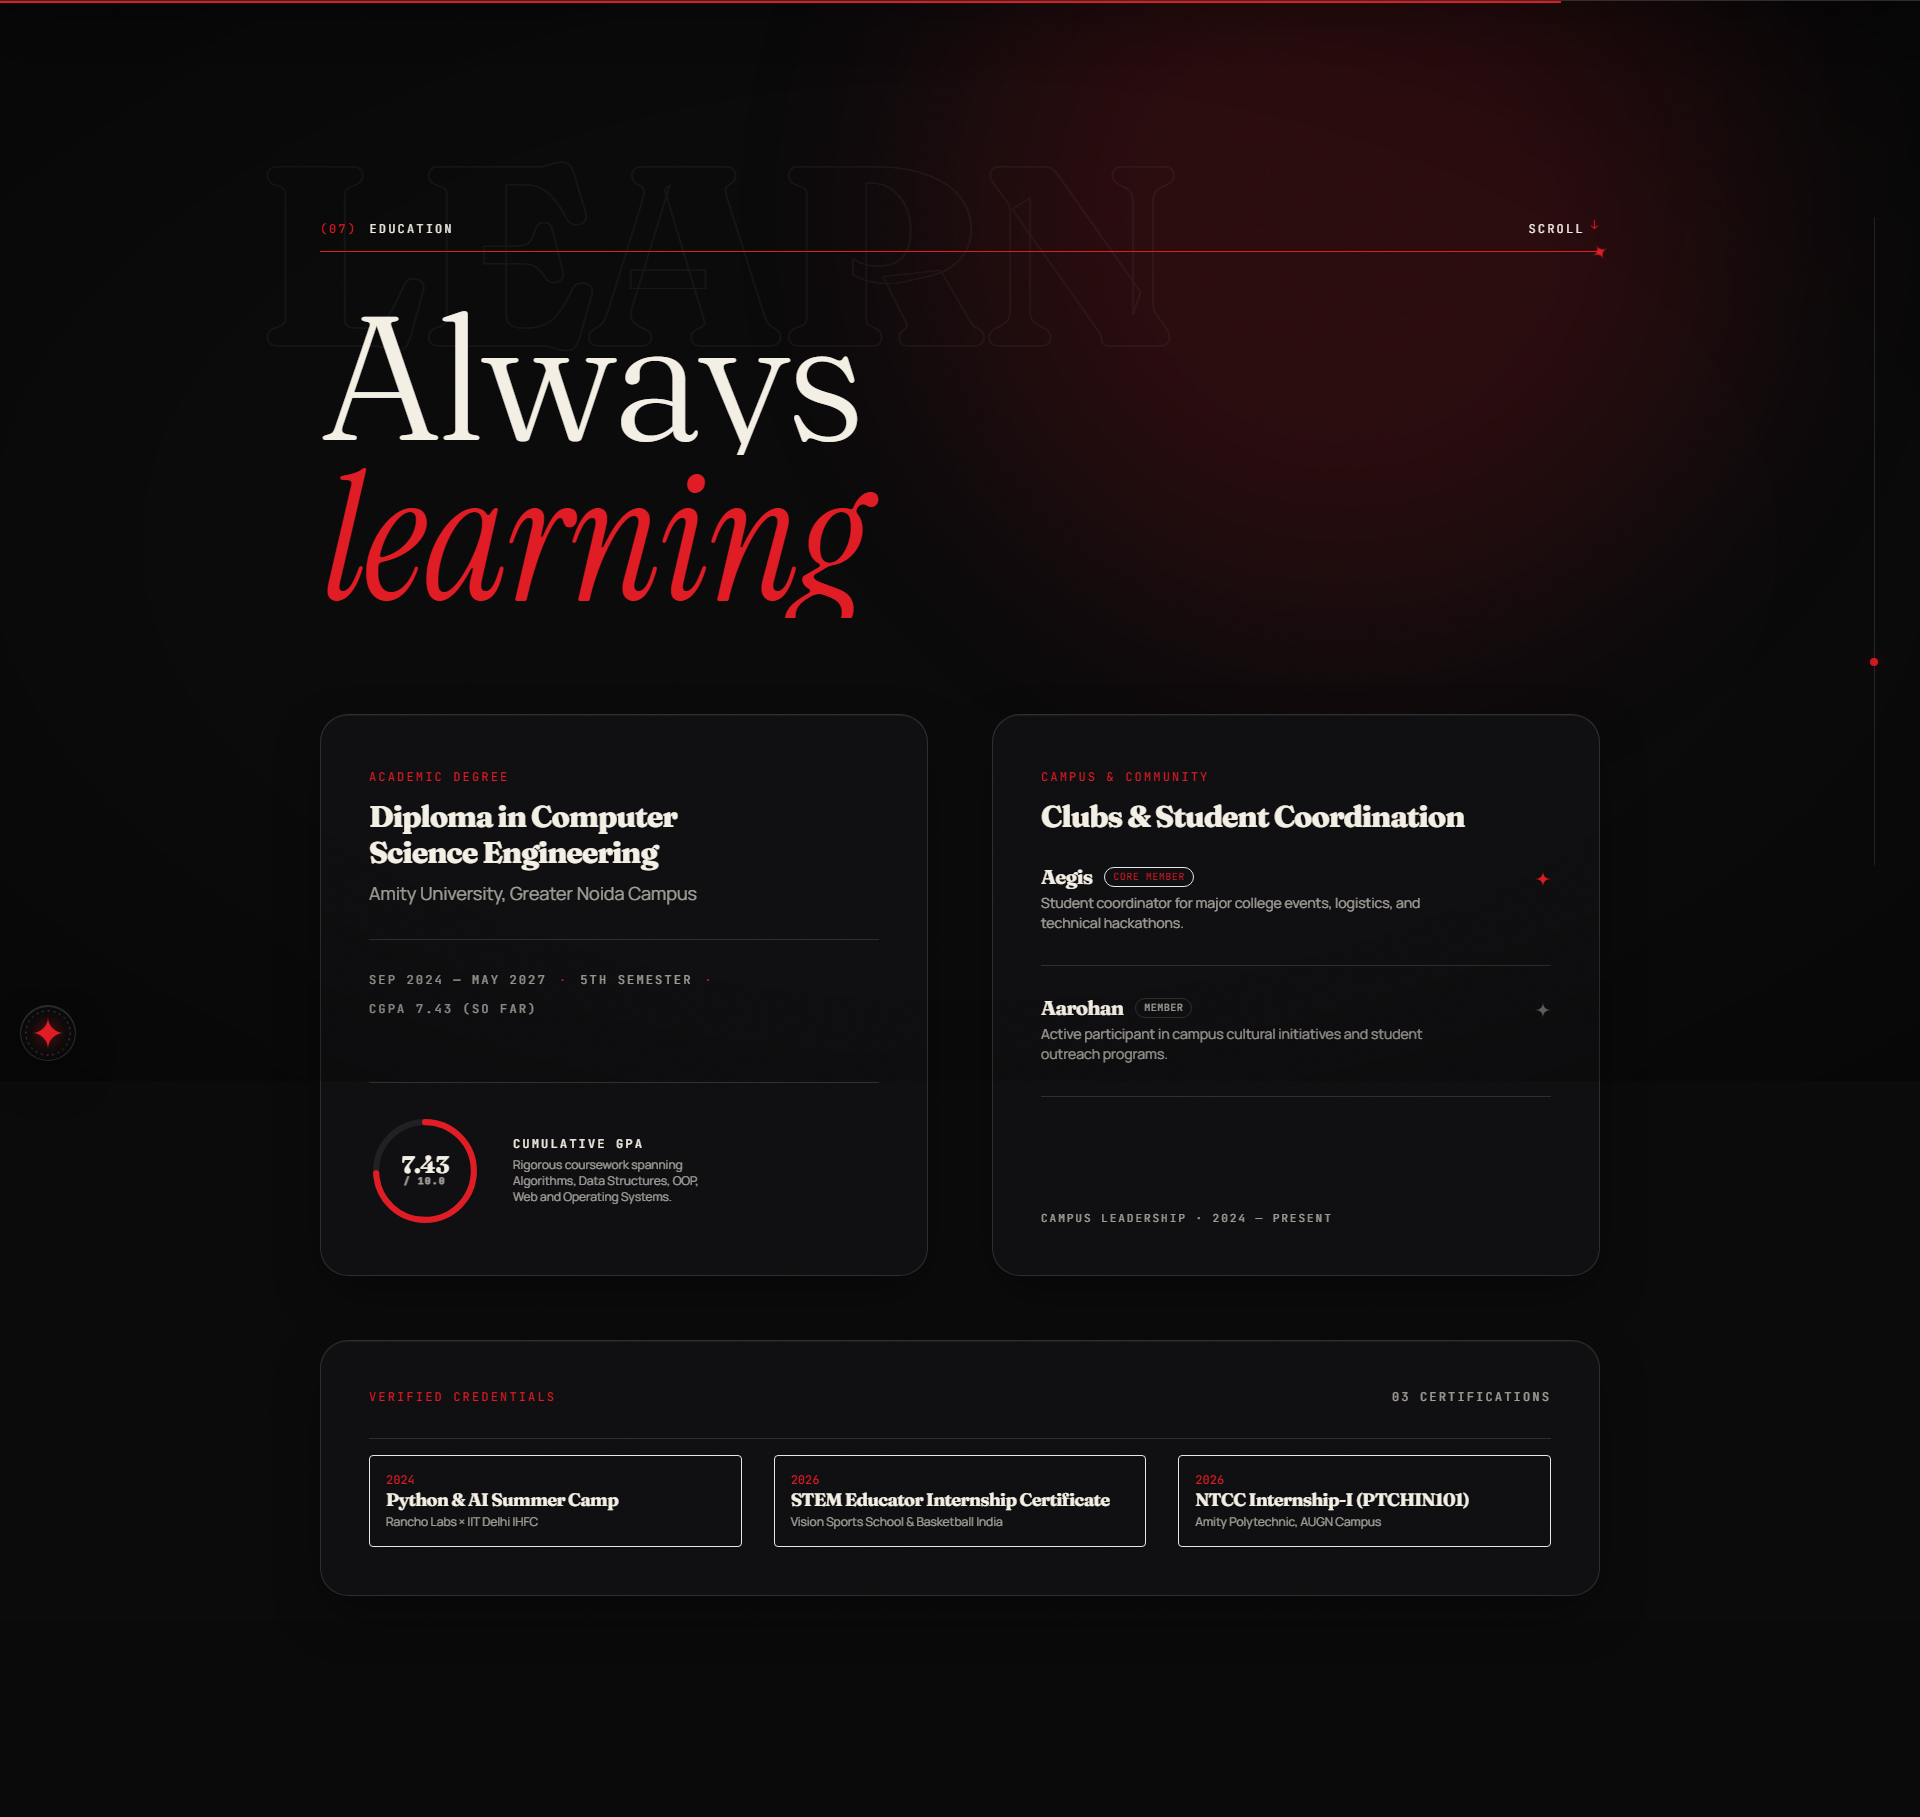 LEARN
(07) EDUCATION
SCROLL ↓
Always
learning
ACADEMIC DEGREE
Diploma in Computer
Science Engineering
Amity University, Greater Noida Campus
SEP 2024 — MAY 2027 · 5TH SEMESTER ·
CGPA 7.43 (SO FAR)
7.43
/ 10.0
CUMULATIVE GPA
Rigorous coursework spanning
Algorithms, Data Structures, OOP,
Web and Operating Systems.
CAMPUS & COMMUNITY
Clubs & Student Coordination
Aegis CORE MEMBER
Student coordinator for major college events, logistics, and
technical hackathons.
Aarohan MEMBER
Active participant in campus cultural initiatives and student
outreach programs.
CAMPUS LEADERSHIP · 2024 — PRESENT
VERIFIED CREDENTIALS
03 CERTIFICATIONS
2024
Python & AI Summer Camp
Rancho Labs × IIT Delhi IHFC
2026
STEM Educator Internship Certificate
Vision Sports School & Basketball India
2026
NTCC Internship-I (PTCHIN101)
Amity Polytechnic, AUGN Campus